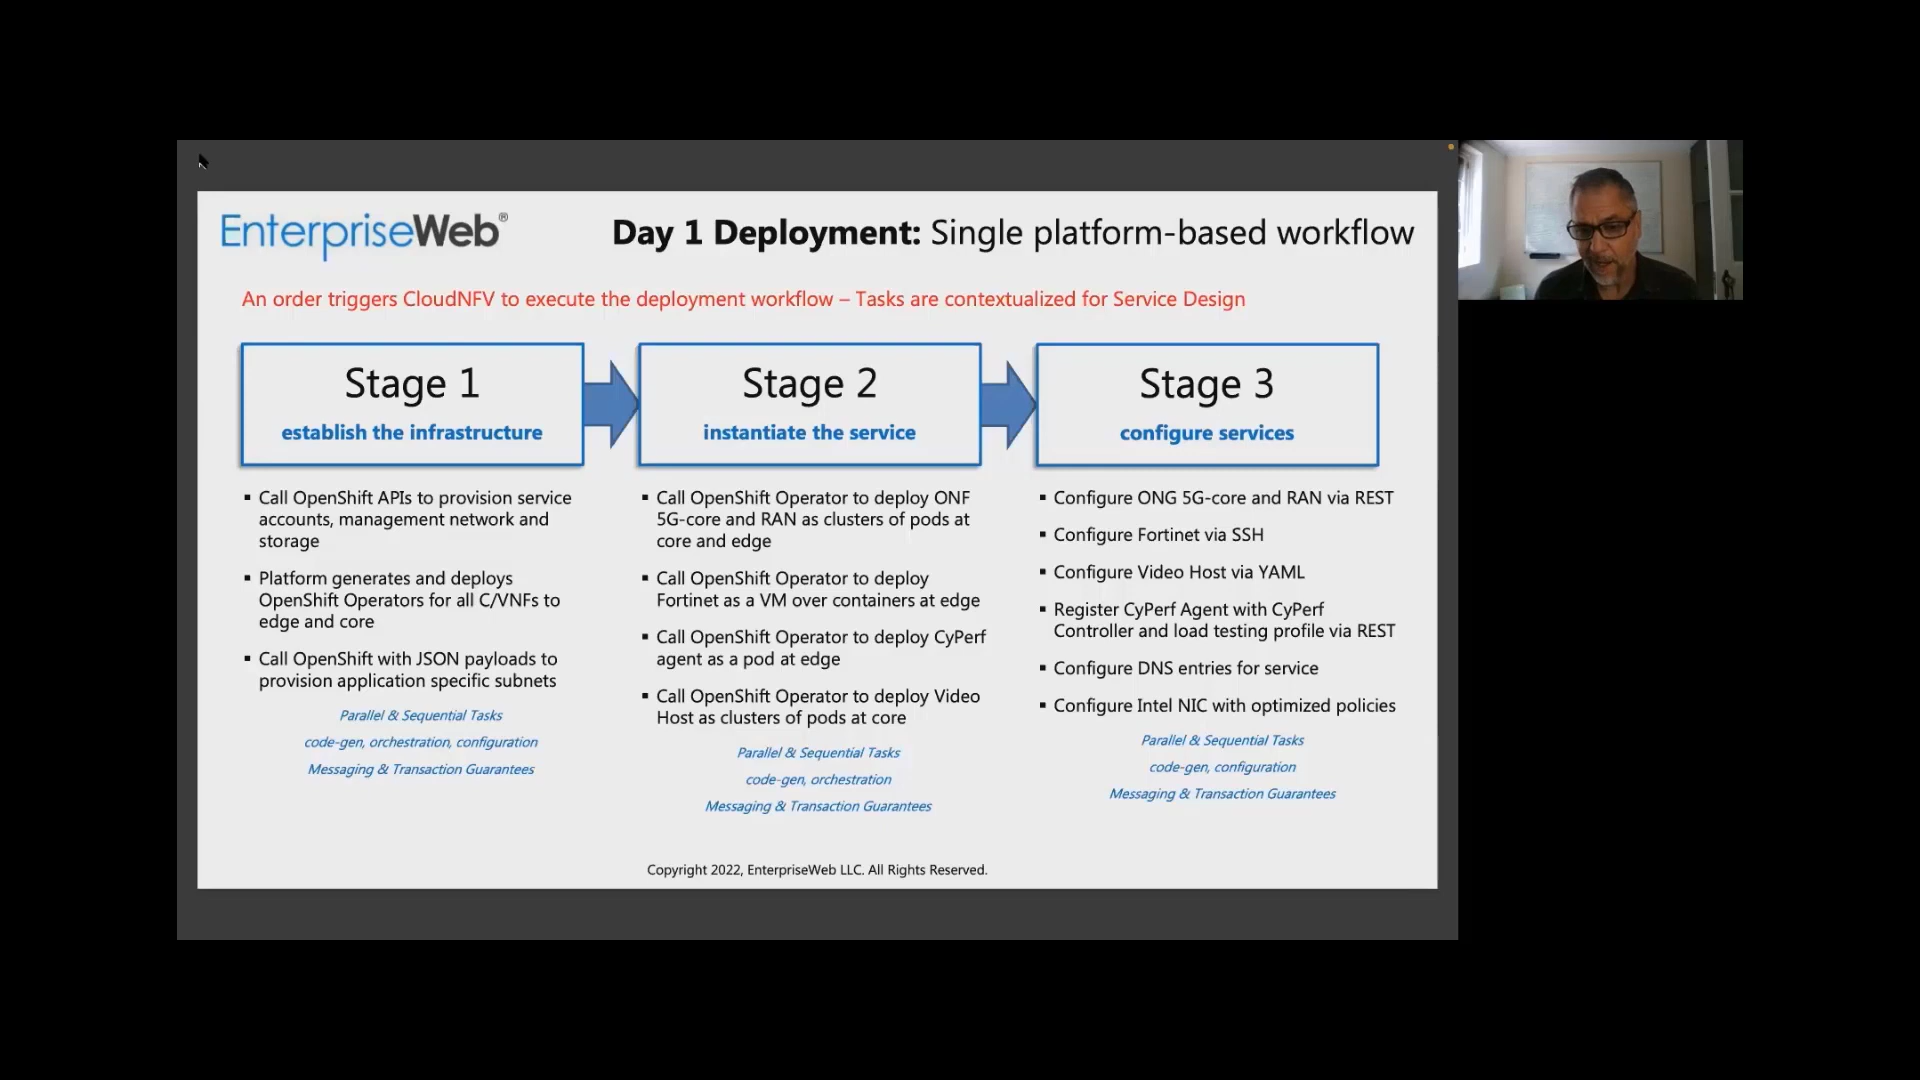 EnterpriseWeb®
Day 1 Deployment: Single platform-based workflow
An order triggers CloudNFV to execute the deployment workflow – Tasks are contextualized for Service Design
Stage 1
establish the infrastructure
▪ Call OpenShift APIs to provision service
accounts, management network and
storage
▪ Platform generates and deploys
OpenShift Operators for all C/VNFs to
edge and core
▪ Call OpenShift with JSON payloads to
provision application specific subnets
Parallel & Sequential Tasks
code-gen, orchestration, configuration
Messaging & Transaction Guarantees
Stage 2
instantiate the service
▪ Call OpenShift Operator to deploy ONF
5G-core and RAN as clusters of pods at
core and edge
▪ Call OpenShift Operator to deploy
Fortinet as a VM over containers at edge
▪ Call OpenShift Operator to deploy CyPerf
agent as a pod at edge
▪ Call OpenShift Operator to deploy Video
Host as clusters of pods at core
Parallel & Sequential Tasks
code-gen, orchestration
Messaging & Transaction Guarantees
Stage 3
configure services
▪ Configure ONG 5G-core and RAN via REST
▪ Configure Fortinet via SSH
▪ Configure Video Host via YAML
▪ Register CyPerf Agent with CyPerf
Controller and load testing profile via REST
▪ Configure DNS entries for service
▪ Configure Intel NIC with optimized policies
Parallel & Sequential Tasks
code-gen, configuration
Messaging & Transaction Guarantees
Copyright 2022, EnterpriseWeb LLC. All Rights Reserved.